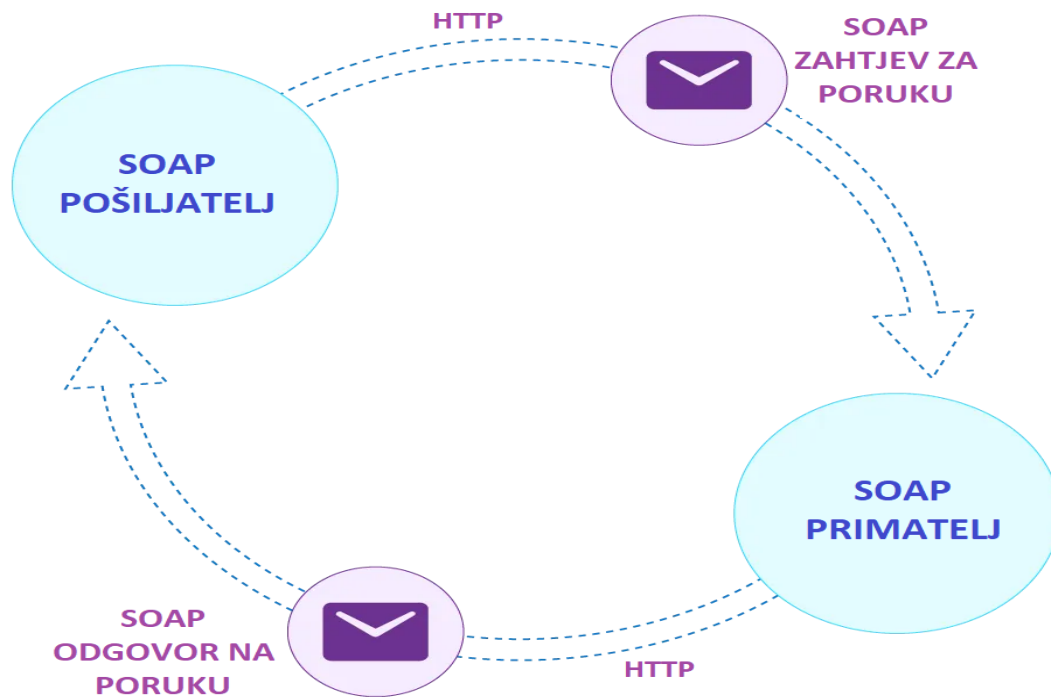 HTTP
SOAP
ZAHTJEV ZA
PORUKU
SOAP
POŠILJATELJ
SOAP
PRIMATELJ
SOAP
ODGOVOR NA
PORUKU
HTTP